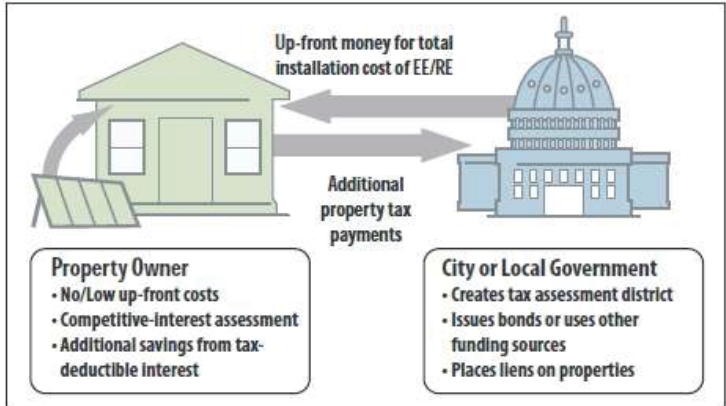 Up-front money for total
installation cost of EE/RE
Additional
property tax
payments
Property Owner
• No/Low up-front costs
• Competitive-interest assessment
• Additional savings from tax-
deductible interest
City or Local Government
• Creates tax assessment district
• Issues bonds or uses other
funding sources
• Places liens on properties